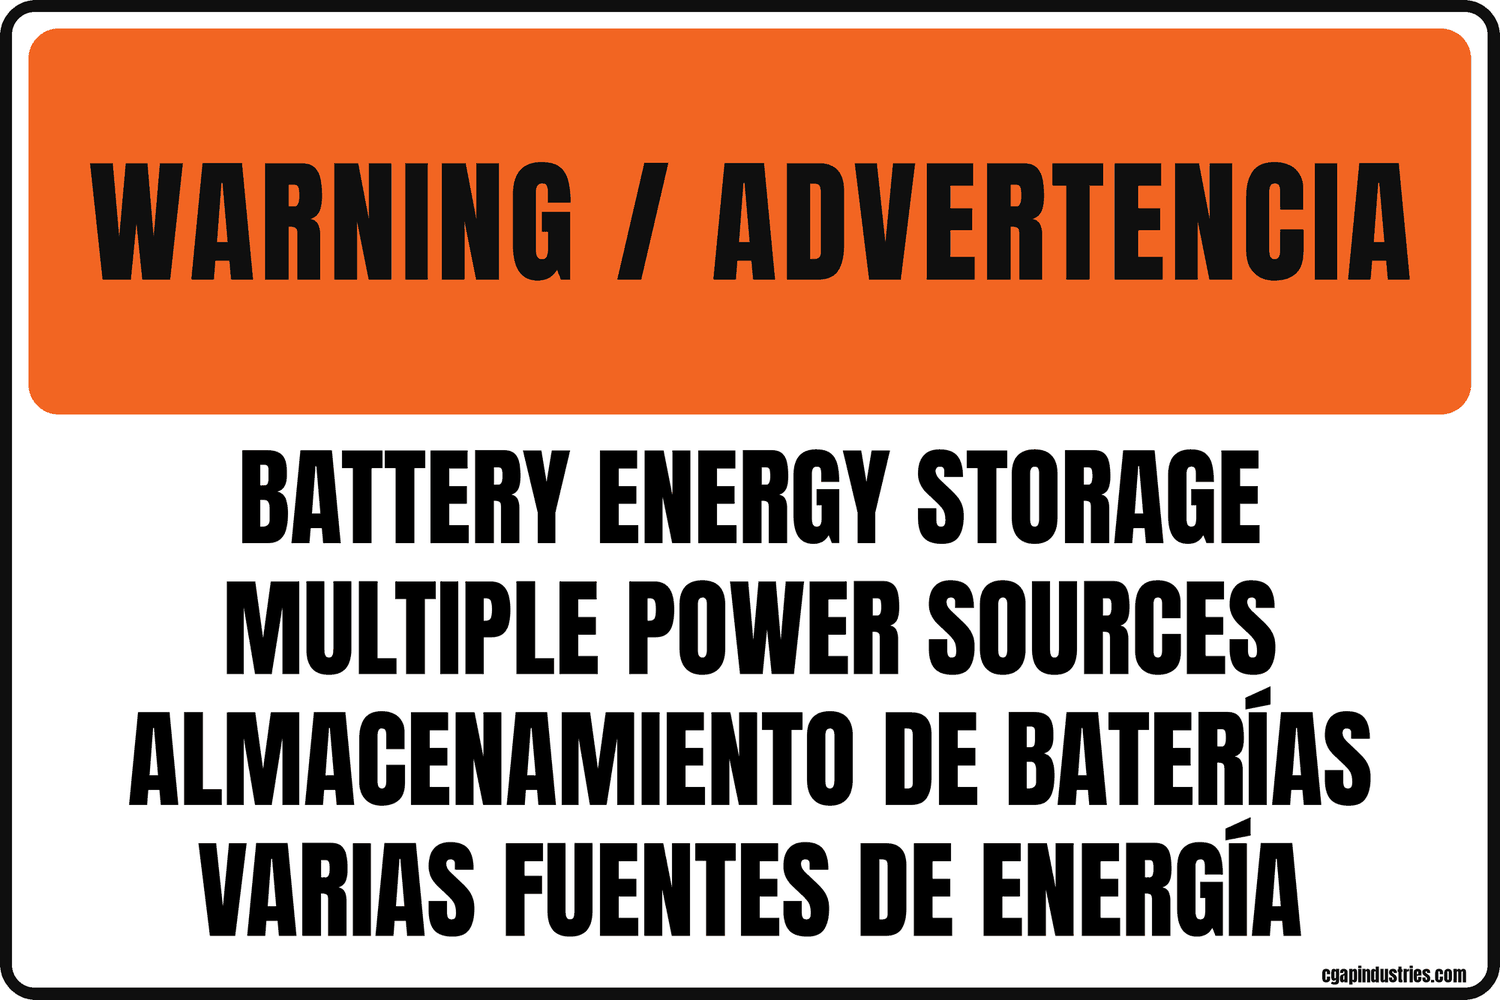 WARNING / ADVERTENCIA
BATTERY ENERGY STORAGE
MULTIPLE POWER SOURCES
ALMACENAMIENTO DE BATERÍAS
VARIAS FUENTES DE ENERGÍA
cgapindustries.com